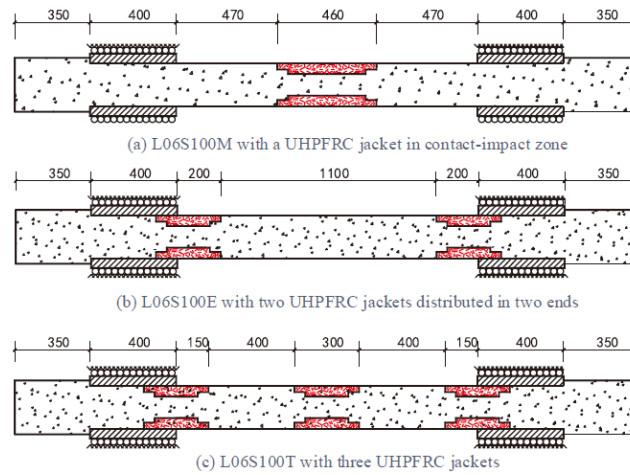 350 400 470 460 470 400 350
(a) L06S100M with a UHPFRC jacket in contact-impact zone
350 400 200 1100 200 400 350
(b) L06S100E with two UHPFRC jackets distributed in two ends
350 400 150 400 300 400 150 400 350
(c) L06S100T with three UHPFRC jackets